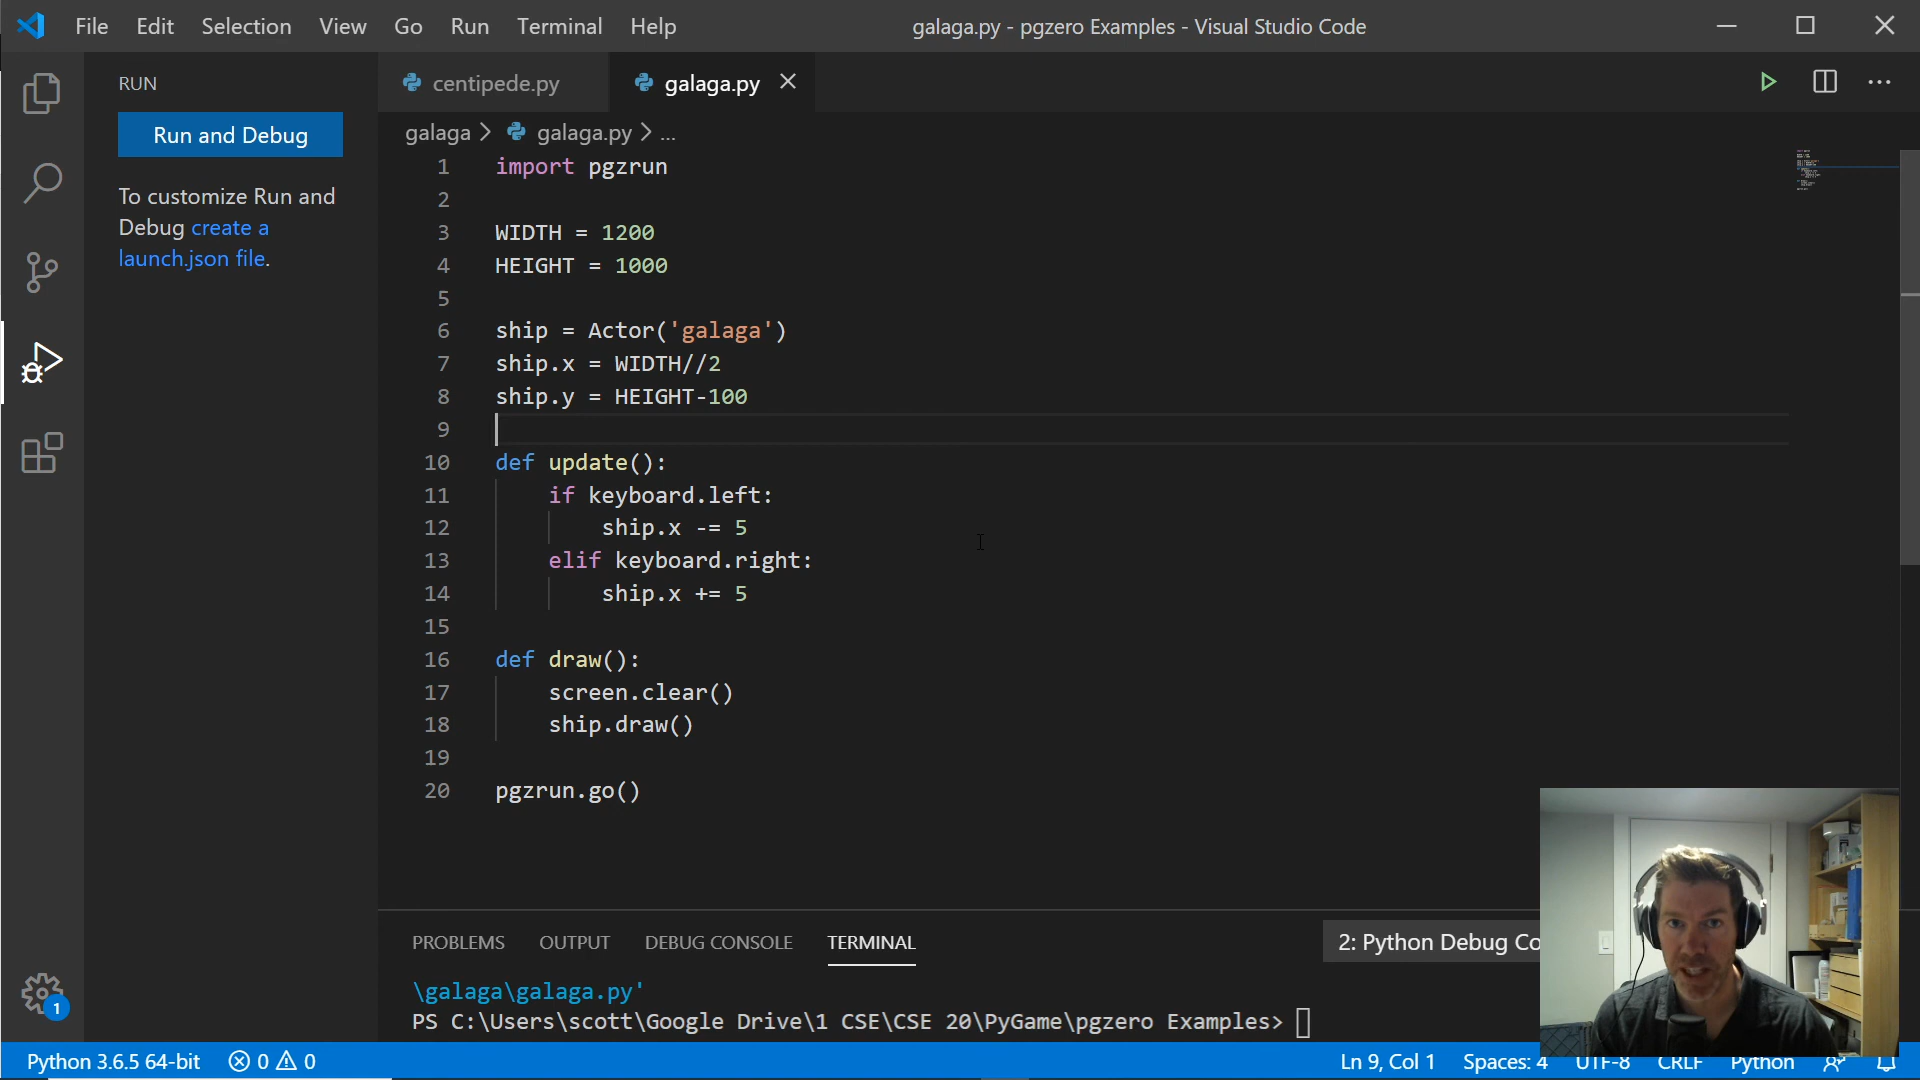 File Edit Selection View Go Run Terminal Help
galaga.py - pgzero Examples - Visual Studio Code
RUN
Run and Debug
To customize Run and
Debug create a
launch.json file.
centipede.py
galaga.py
galaga > galaga.py > ...
1 import pgzrun
2
3 WIDTH = 1200
4 HEIGHT = 1000
5
6 ship = Actor('galaga')
7 ship.x = WIDTH//2
8 ship.y = HEIGHT-100
9
10 def update():
11 if keyboard.left:
12 ship.x -= 5
13 elif keyboard.right:
14 ship.x += 5
15
16 def draw():
17 screen.clear()
18 ship.draw()
19
20 pgzrun.go()
PROBLEMS OUTPUT DEBUG CONSOLE TERMINAL
2: Python Debug Co
\galaga\galaga.py'
PS C:\Users\scott\Google Drive\1 CSE\CSE 20\PyGame\pgzero Examples>
1
Python 3.6.5 64-bit 0 0
Ln 9, Col 1 Spaces: 4 UTF-8 CRLF Python